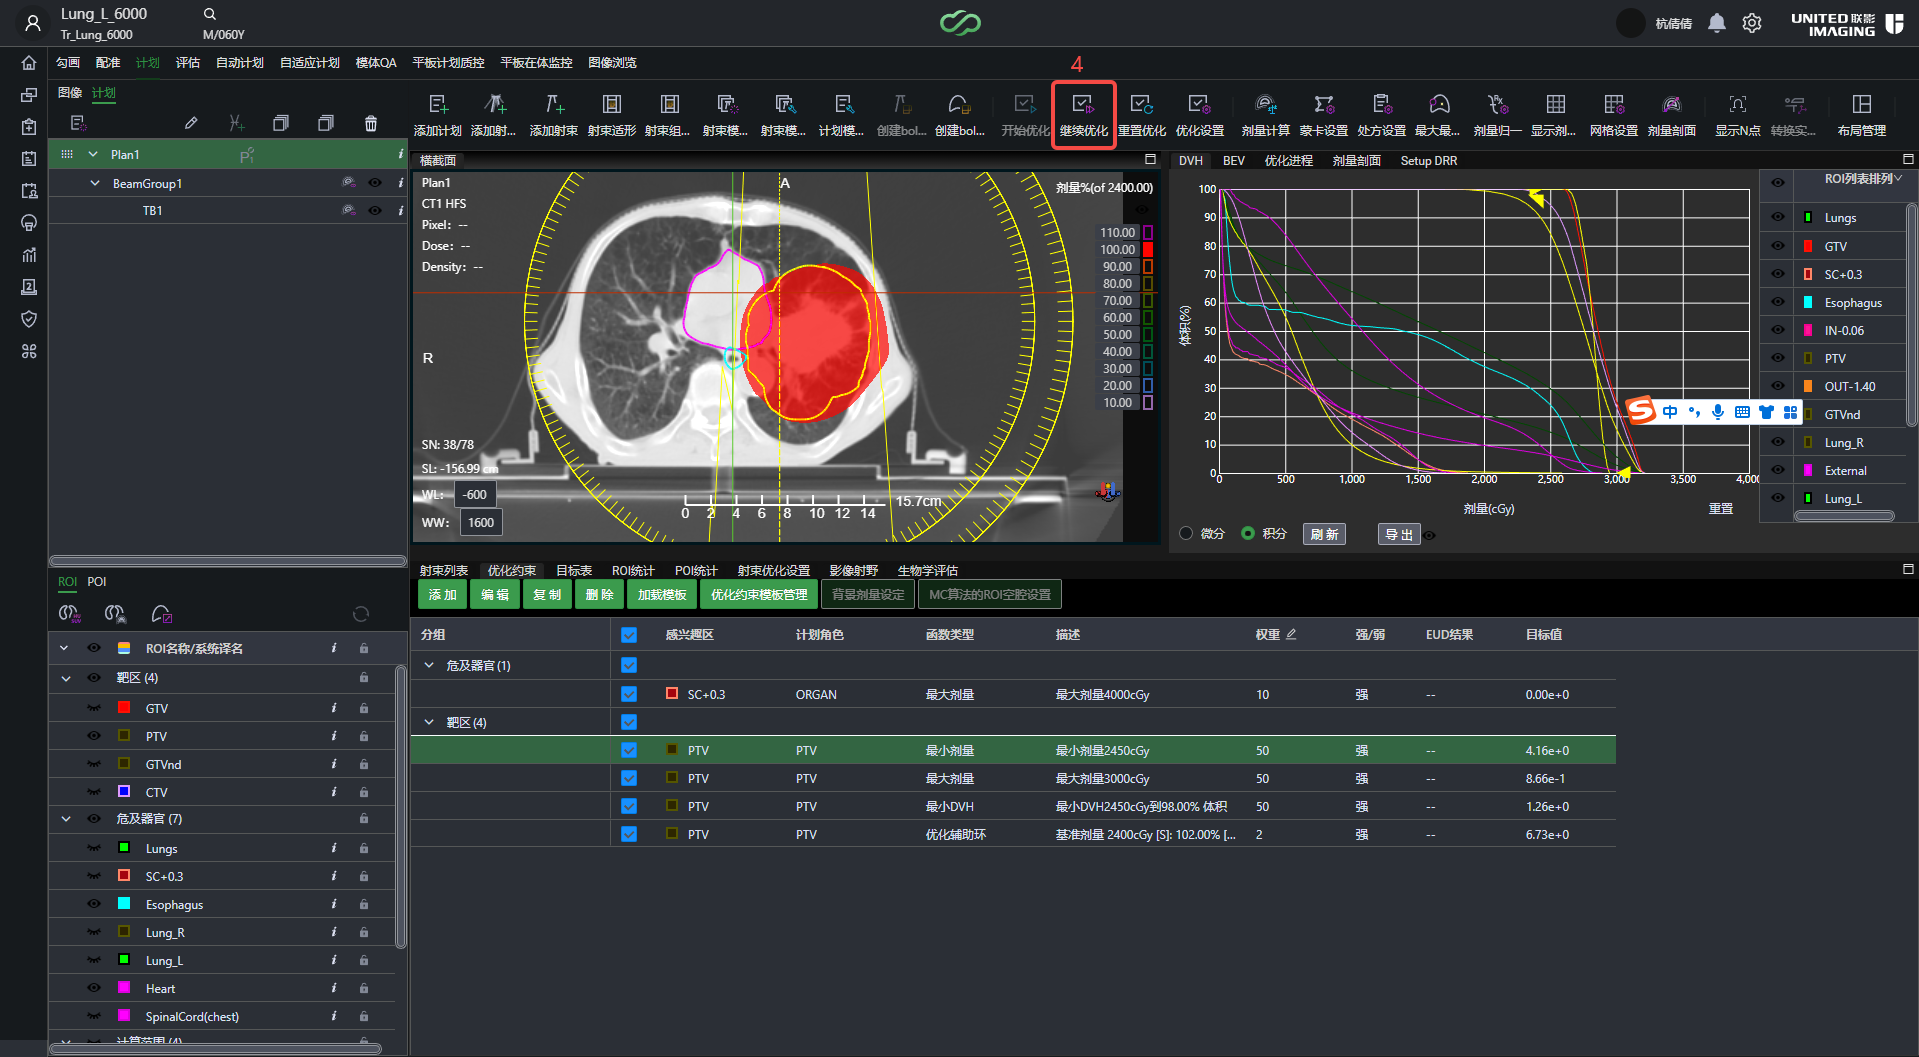 Lung_L_6000
Tr_Lung_6000
M/060Y
杭倩倩
UNITED 联影
IMAGING
勾画 配准 计划 评估 自动计划 自适应计划 模体QA 平板计划质控 平板在体监控 图像浏览
4
图像 计划
添加计划 添加射... 添加射束 射束适形 射束组... 射束模... 射束模... 计划模... 创建bol... 创建bol... 开始优化 继续优化 重置优化 优化设置 剂量计算 蒙卡设置 处方设置 最大最... 剂量归一 显示剂... 网格设置 剂量剖面 显示N点 转换实... 布局管理
Plan1
BeamGroup1
TB1
横截面
Plan1
CT1 HFS
Pixel: --
Dose: --
Density: --
A
R
剂量%(of 2400.00)
110.00
100.00
90.00
80.00
70.00
60.00
50.00
40.00
30.00
20.00
10.00
SN: 38/78
SL: -156.99 cm
WL: -600
WW: 1600
0 2 4 6 8 10 12 14
15.7cm
DVH BEV 优化进程 剂量剖面 Setup DRR
体积(%)
100
90
80
70
60
50
40
30
20
10
0
0 500 1,000 1,500 2,000 2,500 3,000 3,500 4,000
剂量(cGy)
重置
微分 积分 刷新 导出
ROI列表排列
Lungs
GTV
SC+0.3
Esophagus
IN-0.06
PTV
OUT-1.40
GTVnd
Lung_R
External
Lung_L
S 中
ROI POI
ROI名称/系统译名
靶区 (4)
GTV
PTV
GTVnd
CTV
危及器官 (7)
Lungs
SC+0.3
Esophagus
Lung_R
Lung_L
Heart
SpinalCord(chest)
计算范围 (4)
射束列表 优化约束 目标表 ROI统计 POI统计 射束优化设置 影像射野 生物学评估
添加 编辑 复制 删除 加载模板 优化约束模板管理 背景剂量设定 MC算法的ROI空腔设置
分组 感兴趣区 计划角色 函数类型 描述 权重 强/弱 EUD结果 目标值
危及器官 (1)
SC+0.3 ORGAN 最大剂量 最大剂量4000cGy 10 强 -- 0.00e+0
靶区 (4)
PTV PTV 最小剂量 最小剂量2450cGy 50 强 -- 4.16e+0
PTV PTV 最大剂量 最大剂量3000cGy 50 强 -- 8.66e-1
PTV PTV 最小DVH 最小DVH2450cGy到98.00% 体积 50 强 -- 1.26e+0
PTV PTV 优化辅助环 基准剂量 2400cGy [S]: 102.00% [... 2 强 -- 6.73e+0